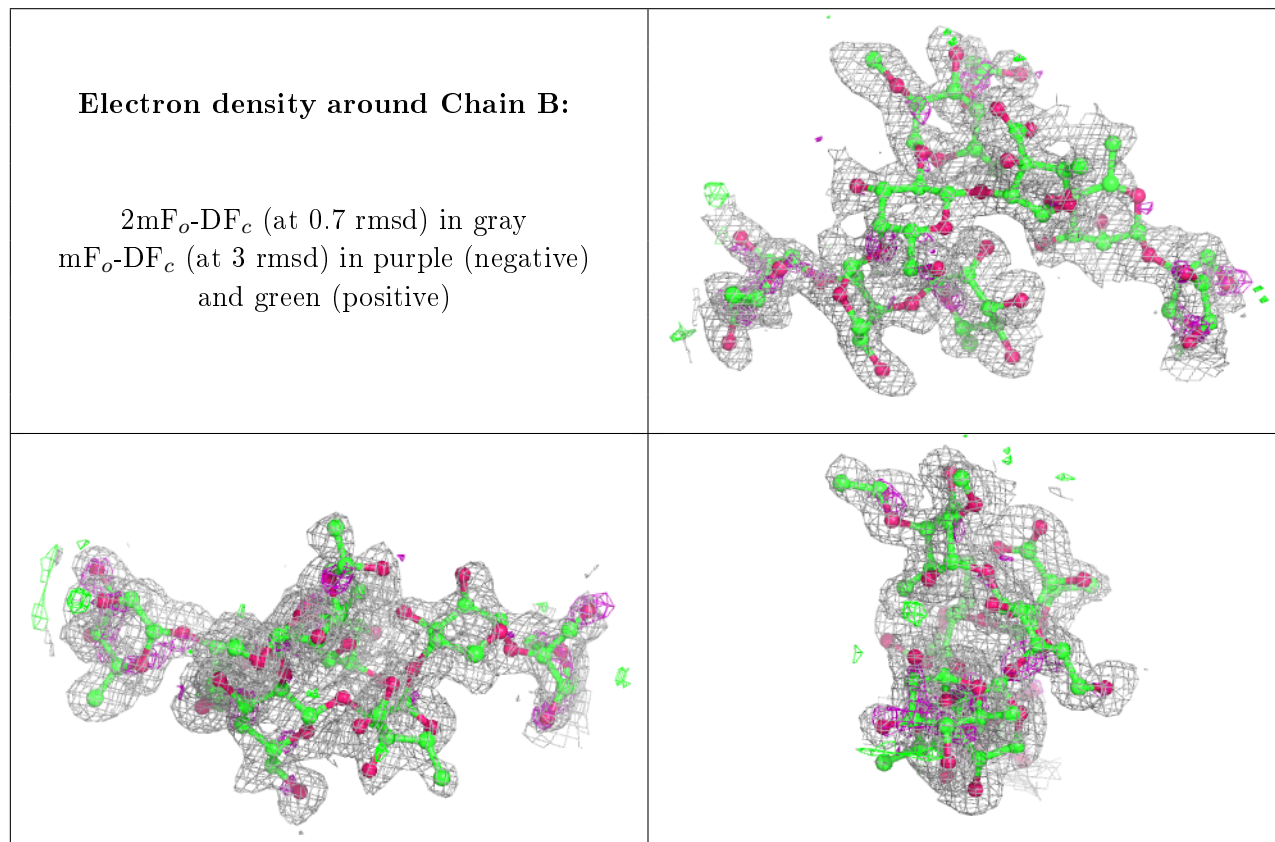 Electron density around Chain B:
2mFₒ-DF𝒸 (at 0.7 rmsd) in gray
mFₒ-DF𝒸 (at 3 rmsd) in purple (negative)
and green (positive)